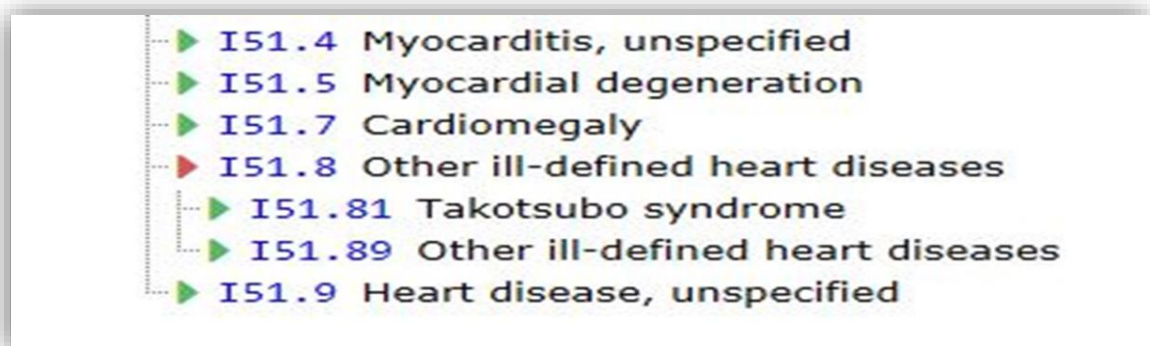 I51.4 Myocarditis, unspecified
I51.5 Myocardial degeneration
I51.7 Cardiomegaly
I51.8 Other ill-defined heart diseases
I51.81 Takotsubo syndrome
I51.89 Other ill-defined heart diseases
I51.9 Heart disease, unspecified